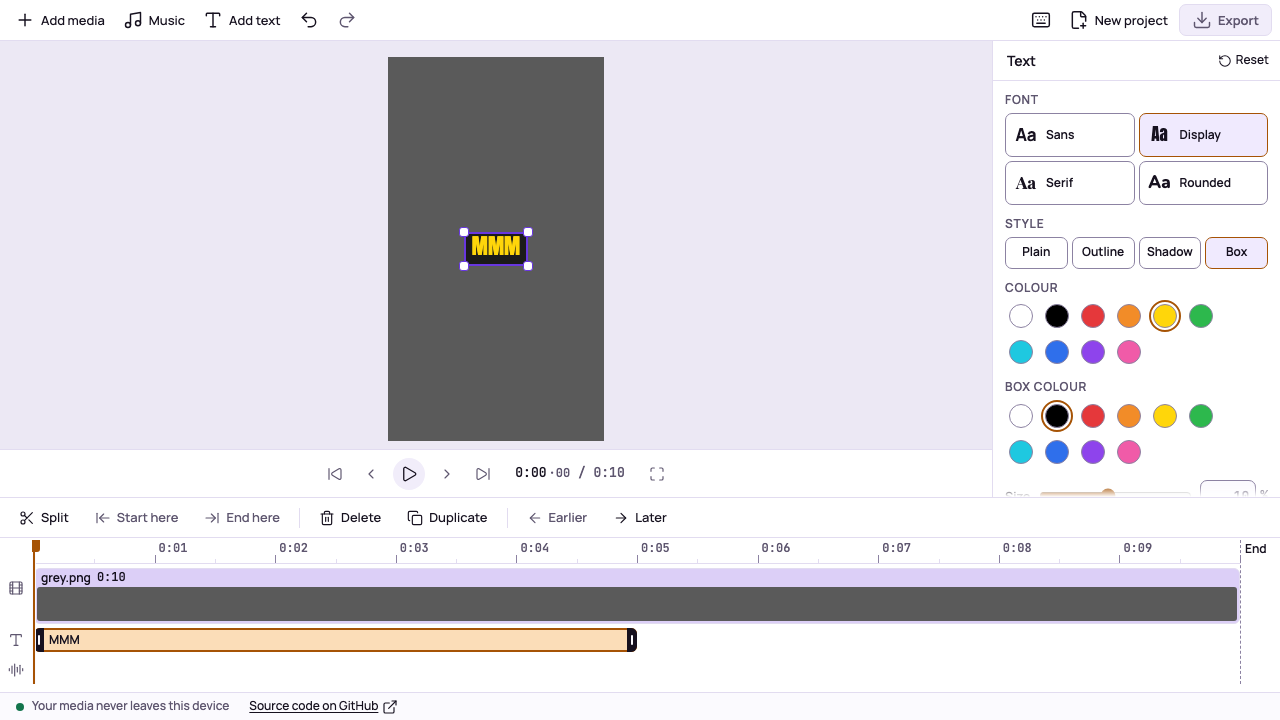 Add media
Music
Add text
New project
Export
Text
Reset
FONT
Aa Sans
Aa Display
Aa Serif
Aa Rounded
STYLE
Plain
Outline
Shadow
Box
COLOUR
BOX COLOUR
MMM
0:00·00 / 0:10
Split
Start here
End here
Delete
Duplicate
Earlier
Later
0:01
0:02
0:03
0:04
0:05
0:06
0:07
0:08
0:09
End
grey.png 0:10
MMM
Your media never leaves this device
Source code on GitHub